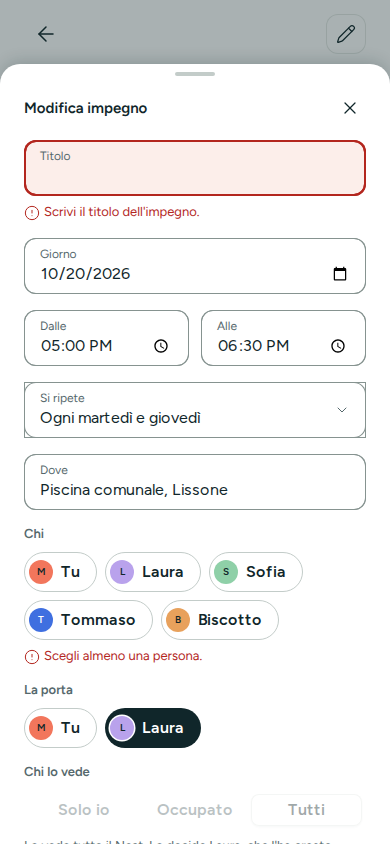 Modifica impegno
Titolo
Scrivi il titolo dell'impegno.
Giorno
10/20/2026
Dalle
05:00 PM
Alle
06:30 PM
Si ripete
Ogni martedì e giovedì
Dove
Piscina comunale, Lissone
Chi
M Tu
L Laura
S Sofia
T Tommaso
B Biscotto
Scegli almeno una persona.
La porta
M Tu
L Laura
Chi lo vede
Solo io
Occupato
Tutti